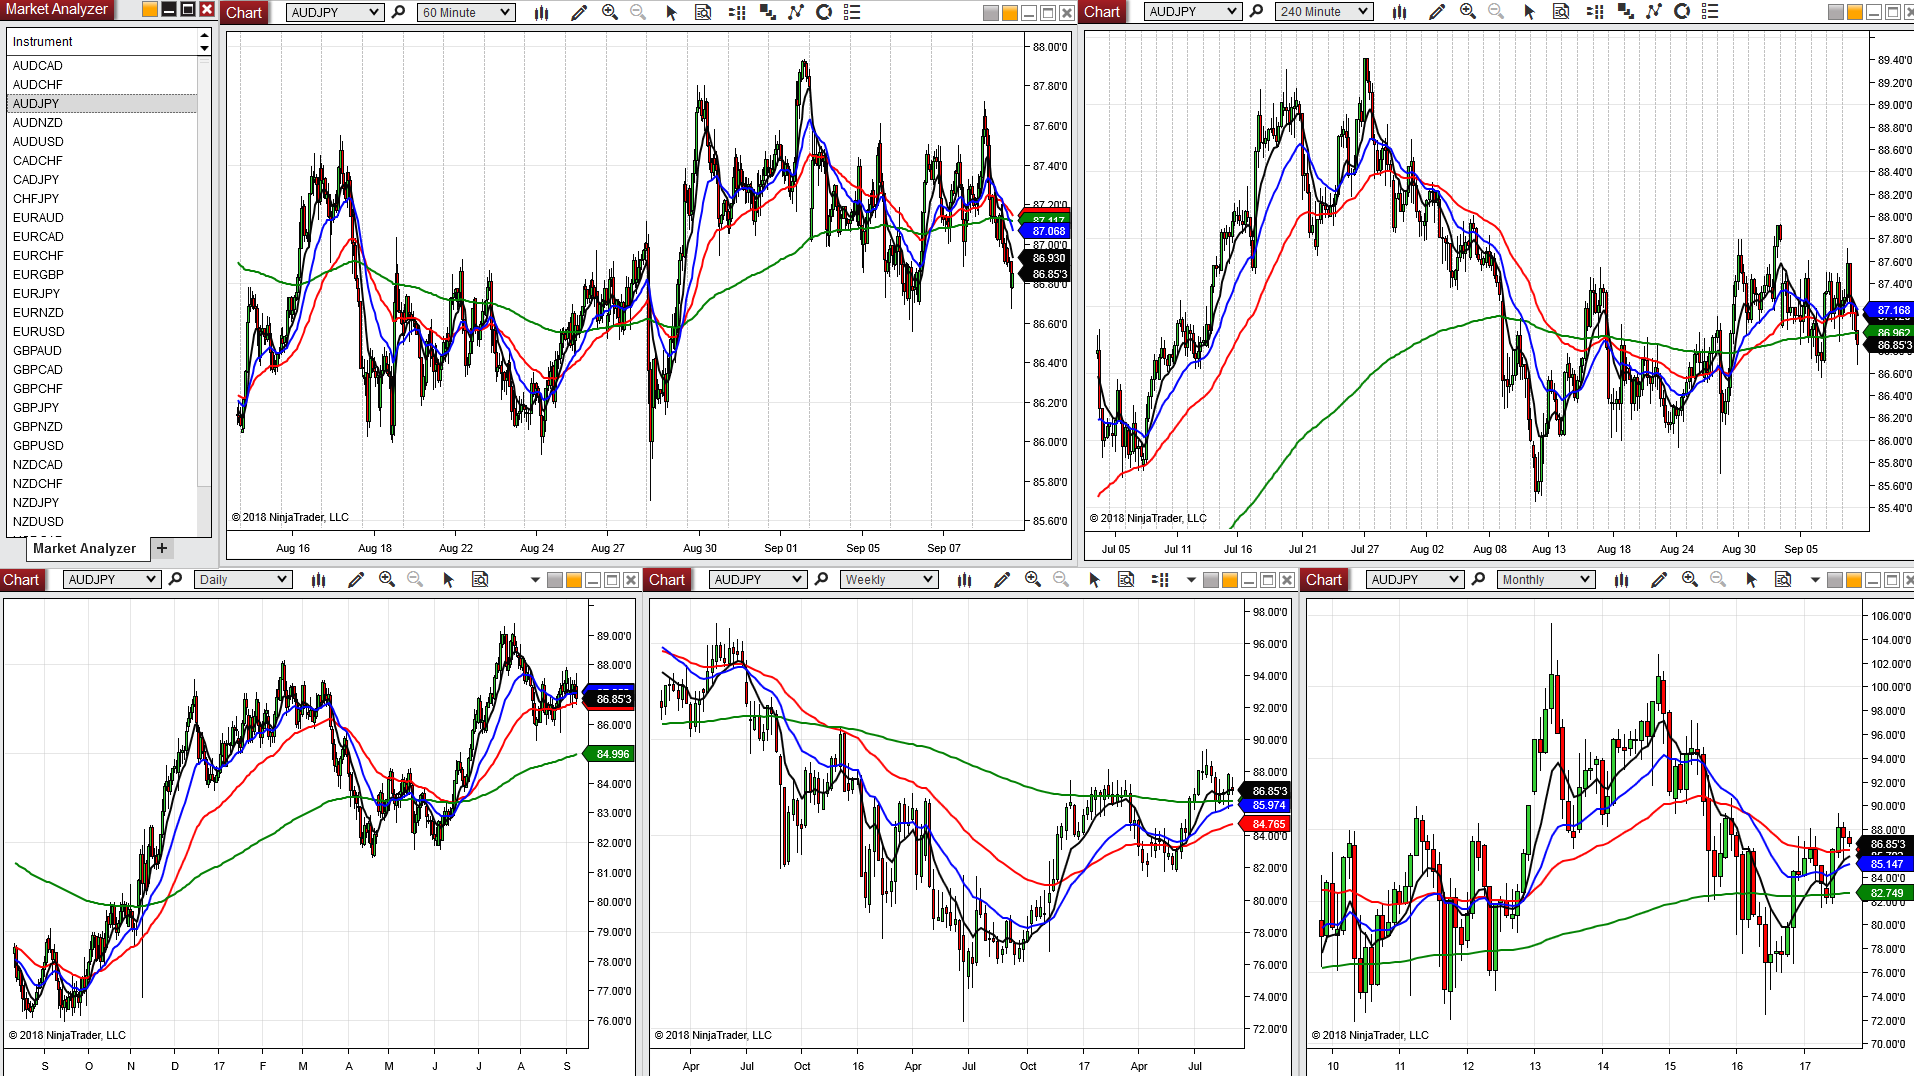 Market Analyzer
Instrument
AUDCAD
AUDCHF
AUDJPY
AUDNZD
AUDUSD
CADCHF
CADJPY
CHFJPY
EURAUD
EURCAD
EURCHF
EURGBP
EURJPY
EURNZD
EURUSD
GBPAUD
GBPCAD
GBPCHF
GBPJPY
GBPNZD
GBPUSD
NZDCAD
NZDCHF
NZDJPY
NZDUSD
Market Analyzer +
Chart AUDJPY 60 Minute
88.00'0
87.80'0
87.60'0
87.40'0
87.20'0
87.117
87.068
87.00'0
86.930
86.85'3
86.80'0
86.60'0
86.40'0
86.20'0
86.00'0
85.80'0
85.60'0
© 2018 NinjaTrader, LLC
Aug 16 Aug 18 Aug 22 Aug 24 Aug 27 Aug 30 Sep 01 Sep 05 Sep 07
Chart AUDJPY 240 Minute
89.40'0
89.20'0
89.00'0
88.80'0
88.60'0
88.40'0
88.20'0
88.00'0
87.80'0
87.60'0
87.40'0
87.168
86.962
86.85'3
86.60'0
86.40'0
86.20'0
86.00'0
85.80'0
85.60'0
85.40'0
© 2018 NinjaTrader, LLC
Jul 05 Jul 11 Jul 16 Jul 21 Jul 27 Aug 02 Aug 08 Aug 13 Aug 18 Aug 24 Aug 30 Sep 05
Chart AUDJPY Daily
89.00'0
88.00'0
86.85'3
86.00'0
84.996
84.00'0
83.00'0
82.00'0
81.00'0
80.00'0
79.00'0
78.00'0
77.00'0
76.00'0
© 2018 NinjaTrader, LLC
S O N D 17 F M A M J J A S
Chart AUDJPY Weekly
98.00'0
96.00'0
94.00'0
92.00'0
90.00'0
88.00'0
86.85'3
85.974
84.765
84.00'0
82.00'0
80.00'0
78.00'0
76.00'0
74.00'0
72.00'0
© 2018 NinjaTrader, LLC
Apr Jul Oct 16 Apr Jul Oct 17 Apr Jul
Chart AUDJPY Monthly
106.00'0
104.00'0
102.00'0
100.00'0
98.00'0
96.00'0
94.00'0
92.00'0
90.00'0
88.00'0
86.85'3
85.147
84.00'0
82.749
82.00'0
80.00'0
78.00'0
76.00'0
74.00'0
72.00'0
70.00'0
© 2018 NinjaTrader, LLC
10 11 12 13 14 15 16 17